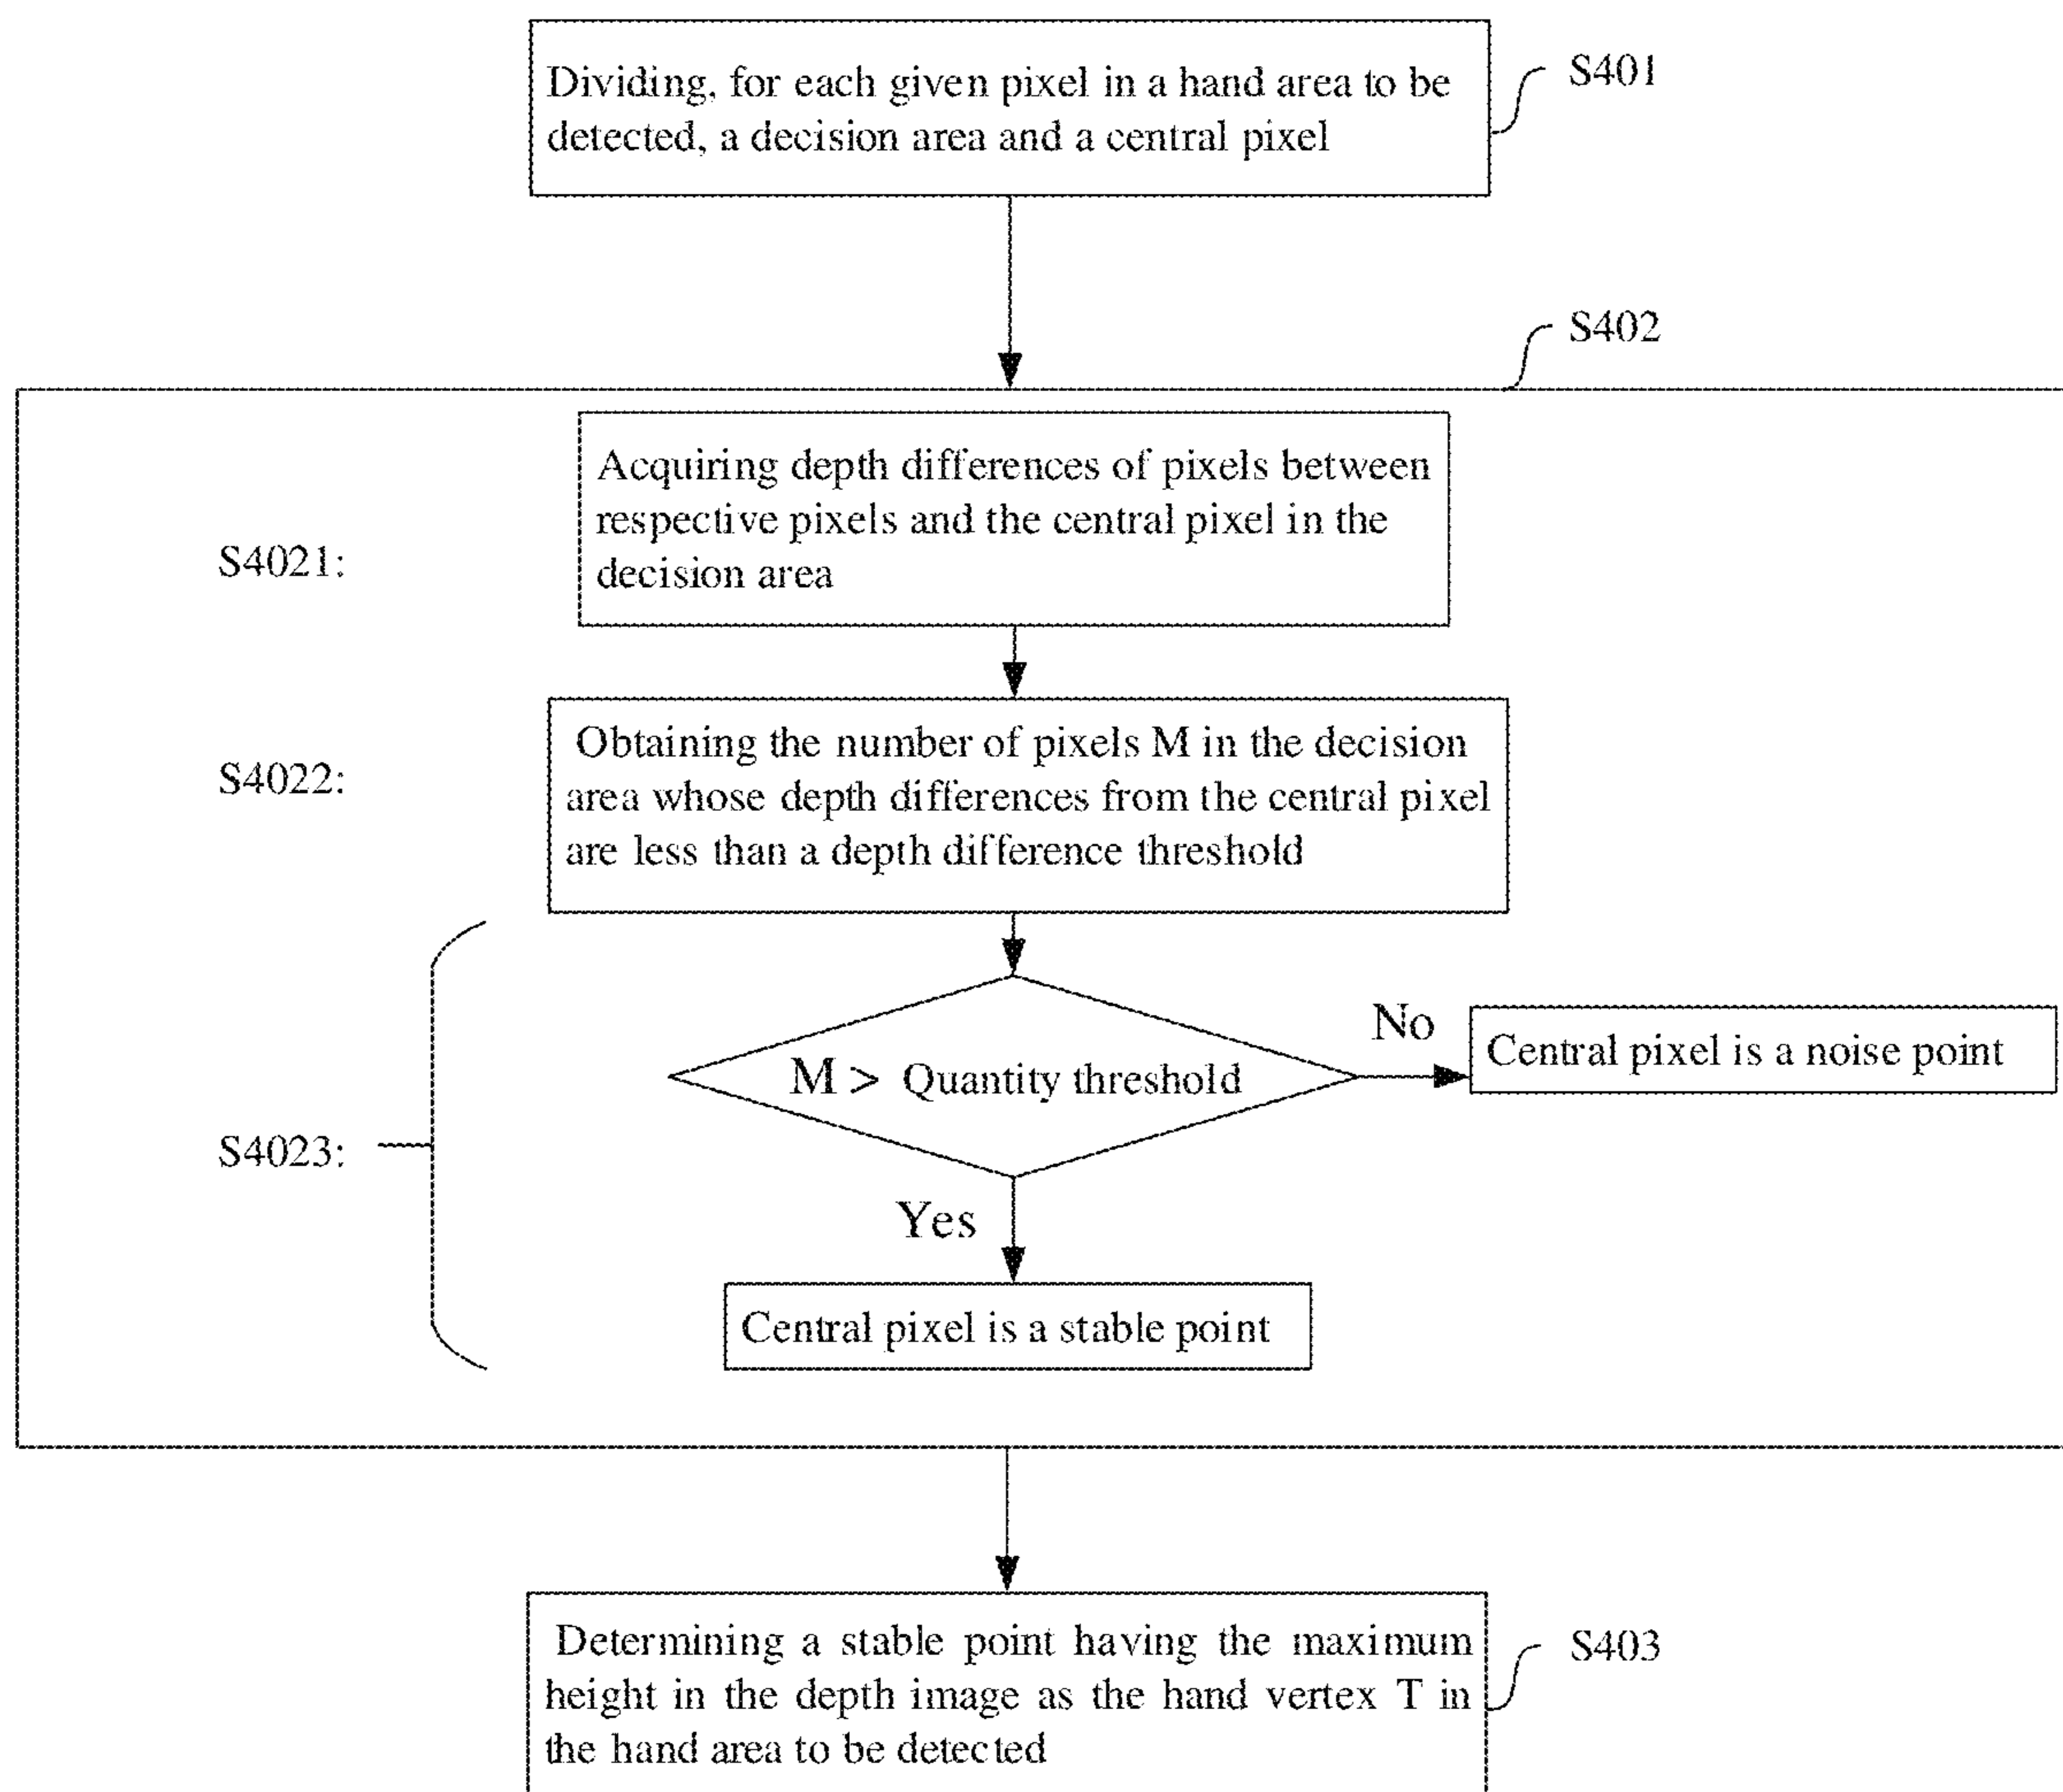 Dividing, for each given pixel in a hand area to be
detected, a decision area and a central pixel
S401
S402
S4021:
Acquiring depth differences of pixels between
respective pixels and the central pixel in the
decision area
S4022:
Obtaining the number of pixels M in the decision
area whose depth differences from the central pixel
are less than a depth difference threshold
S4023:
M > Quantity threshold
No
Central pixel is a noise point
Yes
Central pixel is a stable point
Determining a stable point having the maximum
height in the depth image as the hand vertex T in
the hand area to be detected
S403